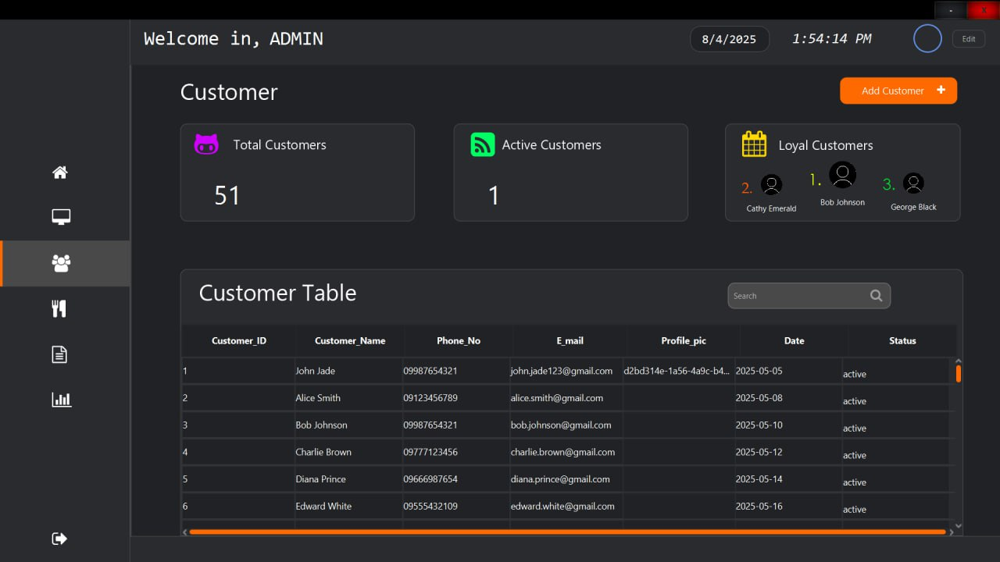 - X
Welcome in, ADMIN 8/4/2025 1:54:14 PM Edit
Customer Add Customer +
Total Customers
51
Active Customers
1
Loyal Customers
2. 1. 3.
Cathy Emerald Bob Johnson George Black
Customer Table Search
Customer_ID Customer_Name Phone_No E_mail Profile_pic Date Status
1 John Jade 09987654321 john.jade123@gmail.com d2bd314e-1a56-4a9c-b4... 2025-05-05 active
2 Alice Smith 09123456789 alice.smith@gmail.com 2025-05-08 active
3 Bob Johnson 09987654321 bob.johnson@gmail.com 2025-05-10 active
4 Charlie Brown 09777123456 charlie.brown@gmail.com 2025-05-12 active
5 Diana Prince 09666987654 diana.prince@gmail.com 2025-05-14 active
6 Edward White 09555432109 edward.white@gmail.com 2025-05-16 active